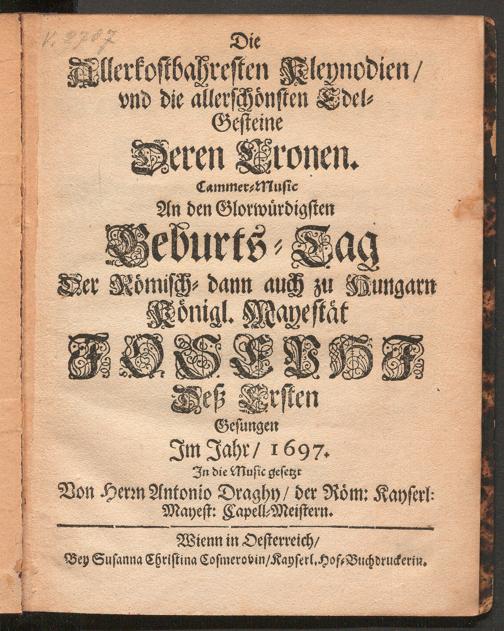 V. 2787
Die
Allerkostbahresten Kleynodien/
vnd die allerschönsten Edel-
Gesteine
Deren Cronen.
Cammer-Music
An den Glorwürdigsten
Geburts-Tag
Der Römisch- dann auch zu Hungarn
Königl. Mayestät
JOSEPHI
Deß Ersten
Gesungen
Im Jahr/ 1697.
In die Music gesetzt
Von Herrn Antonio Draghy/ der Röm: Kayserl:
Mayest: Capell-Meistern.
Wienn in Oesterreich/
Bey Susanna Christina Cosmerovin/Kayserl. Hof-Buchdruckerin.